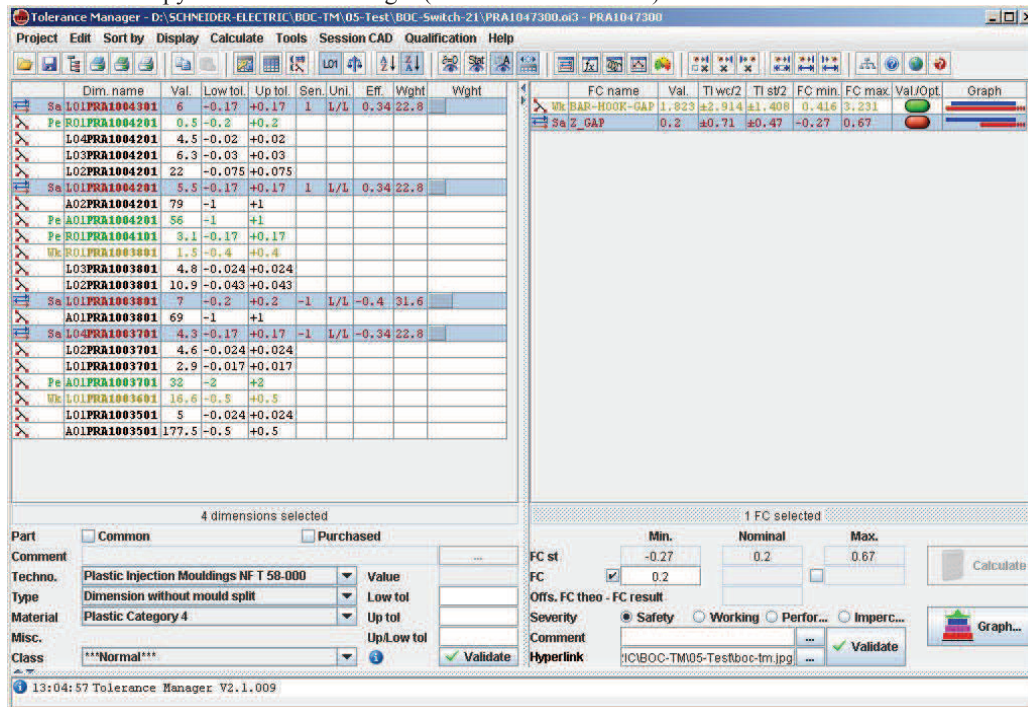 Tolerance Manager - D:\SCHNEIDER-ELECTRIC\BOC-TM\05-Test\BOC-Switch-21\PRA1047300.oi3 - PRA1047300
Project Edit Sort by Display Calculate Tools Session CAD Qualification Help
Dim. name Val. Low tol. Up tol. Sen. Uni. Eff. Wght Wght
Sa L01PRA1004301 6 -0.17 +0.17 1 L/L 0.34 22.8
Pe R01PRA1004201 0.5 -0.2 +0.2
L04PRA1004201 4.5 -0.02 +0.02
L03PRA1004201 6.3 -0.03 +0.03
L02PRA1004201 22 -0.075 +0.075
Sa L01PRA1004201 5.5 -0.17 +0.17 1 L/L 0.34 22.8
A02PRA1004201 79 -1 +1
Pe A01PRA1004201 56 -1 +1
Pe R01PRA1004101 3.1 -0.17 +0.17
Wk R01PRA1003801 1.5 -0.4 +0.4
L03PRA1003801 4.8 -0.024 +0.024
L02PRA1003801 10.9 -0.043 +0.043
Sa L01PRA1003801 7 -0.2 +0.2 -1 L/L -0.4 31.6
A01PRA1003801 69 -1 +1
Sa L04PRA1003701 4.3 -0.17 +0.17 -1 L/L -0.34 22.8
L02PRA1003701 4.6 -0.024 +0.024
L01PRA1003701 2.9 -0.017 +0.017
Pe A01PRA1003701 32 -2 +2
Wk L01PRA1003601 16.6 -0.5 +0.5
L01PRA1003501 5 -0.024 +0.024
A01PRA1003501 177.5 -0.5 +0.5
4 dimensions selected
FC name Val. TI wc/2 TI st/2 FC min. FC max. Val./Opt. Graph
Wk BAR-HOOK-GAP 1.823 ±2.914 ±1.408 0.416 3.231
Sa Z_GAP 0.2 ±0.71 ±0.47 -0.27 0.67
1 FC selected
Part Common Purchased
Comment ...
Techno. Plastic Injection Mouldings NF T 58-000 Value
Type Dimension without mould split Low tol
Material Plastic Category 4 Up tol
Misc. Up/Low tol
Class ***Normal*** Validate
Min. Nominal Max.
FC st -0.27 0.2 0.67
FC 0.2
Offs. FC theo - FC result
Severity Safety Working Perfor... Imperc...
Comment ...
Hyperlink :IC\BOC-TM\05-Test\boc-tm.jpg ...
Validate
Calculate
Graph...
13:04:57 Tolerance Manager V2.1.009